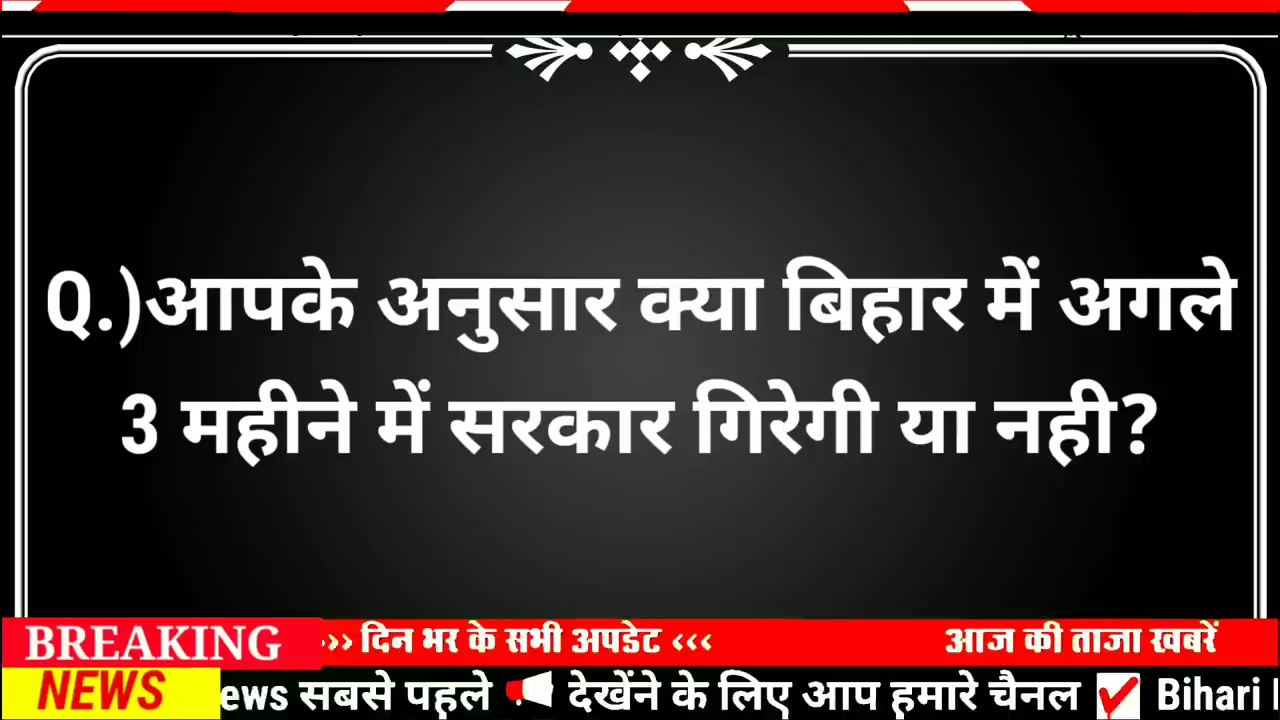 Q.)आपके अनुसार क्या बिहार में अगले
3 महीने में सरकार गिरेगी या नही?
BREAKING
NEWS
>>> दिन भर के सभी अपडेट <<<
आज की ताजा खबरें
ews सबसे पहले 📢 देखेंने के लिए आप हमारे चैनल ✔ Bihari